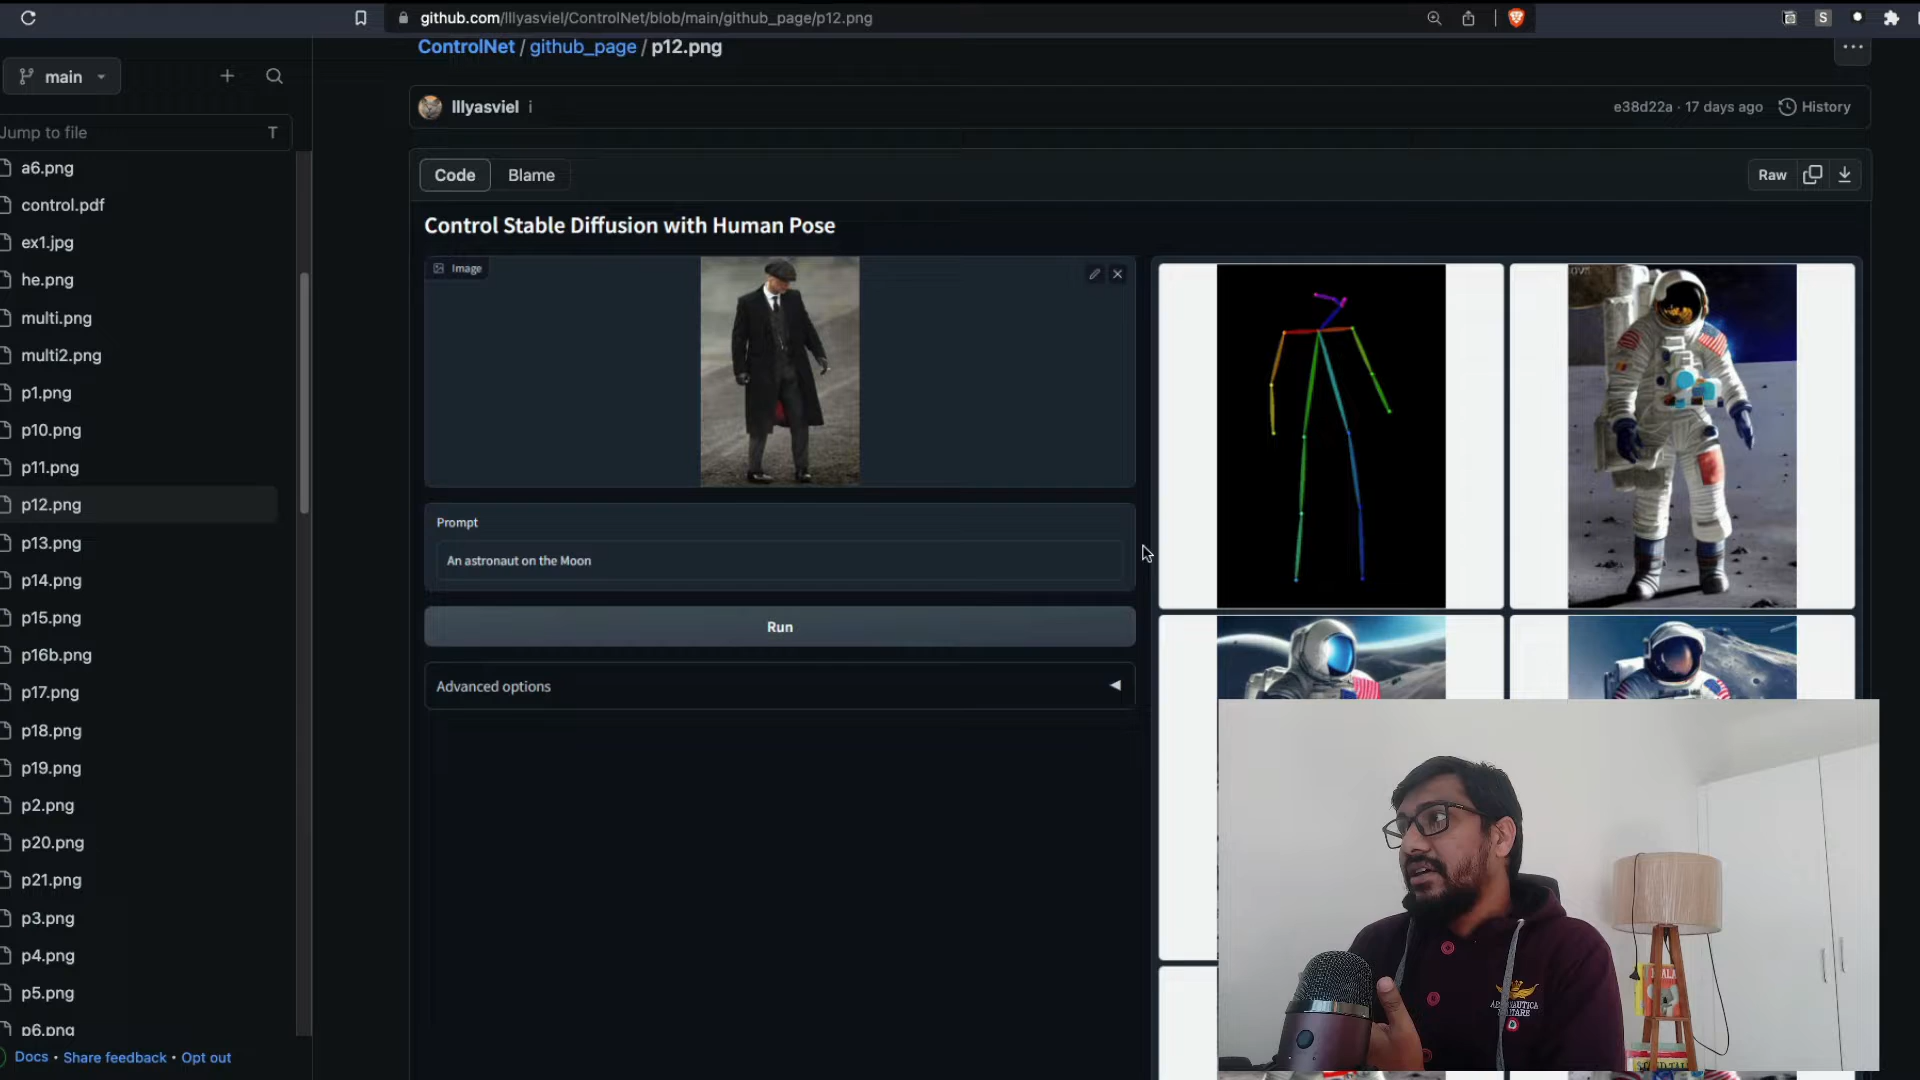 github.com/lllyasviel/ControlNet/blob/main/github_page/p12.png
S
ControlNet / github_page / p12.png
main
lllyasviel i
e38d22a · 17 days ago
History
Jump to file
T
a6.png
control.pdf
ex1.jpg
he.png
multi.png
multi2.png
p1.png
p10.png
p11.png
p12.png
p13.png
p14.png
p15.png
p16b.png
p17.png
p18.png
p19.png
p2.png
p20.png
p21.png
p3.png
p4.png
p5.png
p6.png
Docs • Share feedback • Opt out
Code
Blame
Raw
Control Stable Diffusion with Human Pose
Image
Prompt
An astronaut on the Moon
Run
Advanced options